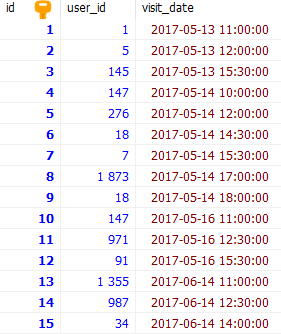 id user_id visit_date
1 1 2017-05-13 11:00:00
2 5 2017-05-13 12:00:00
3 145 2017-05-13 15:30:00
4 147 2017-05-14 10:00:00
5 276 2017-05-14 12:00:00
6 18 2017-05-14 14:30:00
7 7 2017-05-14 15:30:00
8 1 873 2017-05-14 17:00:00
9 18 2017-05-14 18:00:00
10 147 2017-05-16 11:00:00
11 971 2017-05-16 12:30:00
12 91 2017-05-16 15:30:00
13 1 355 2017-06-14 11:00:00
14 987 2017-06-14 12:30:00
15 34 2017-06-14 14:00:00